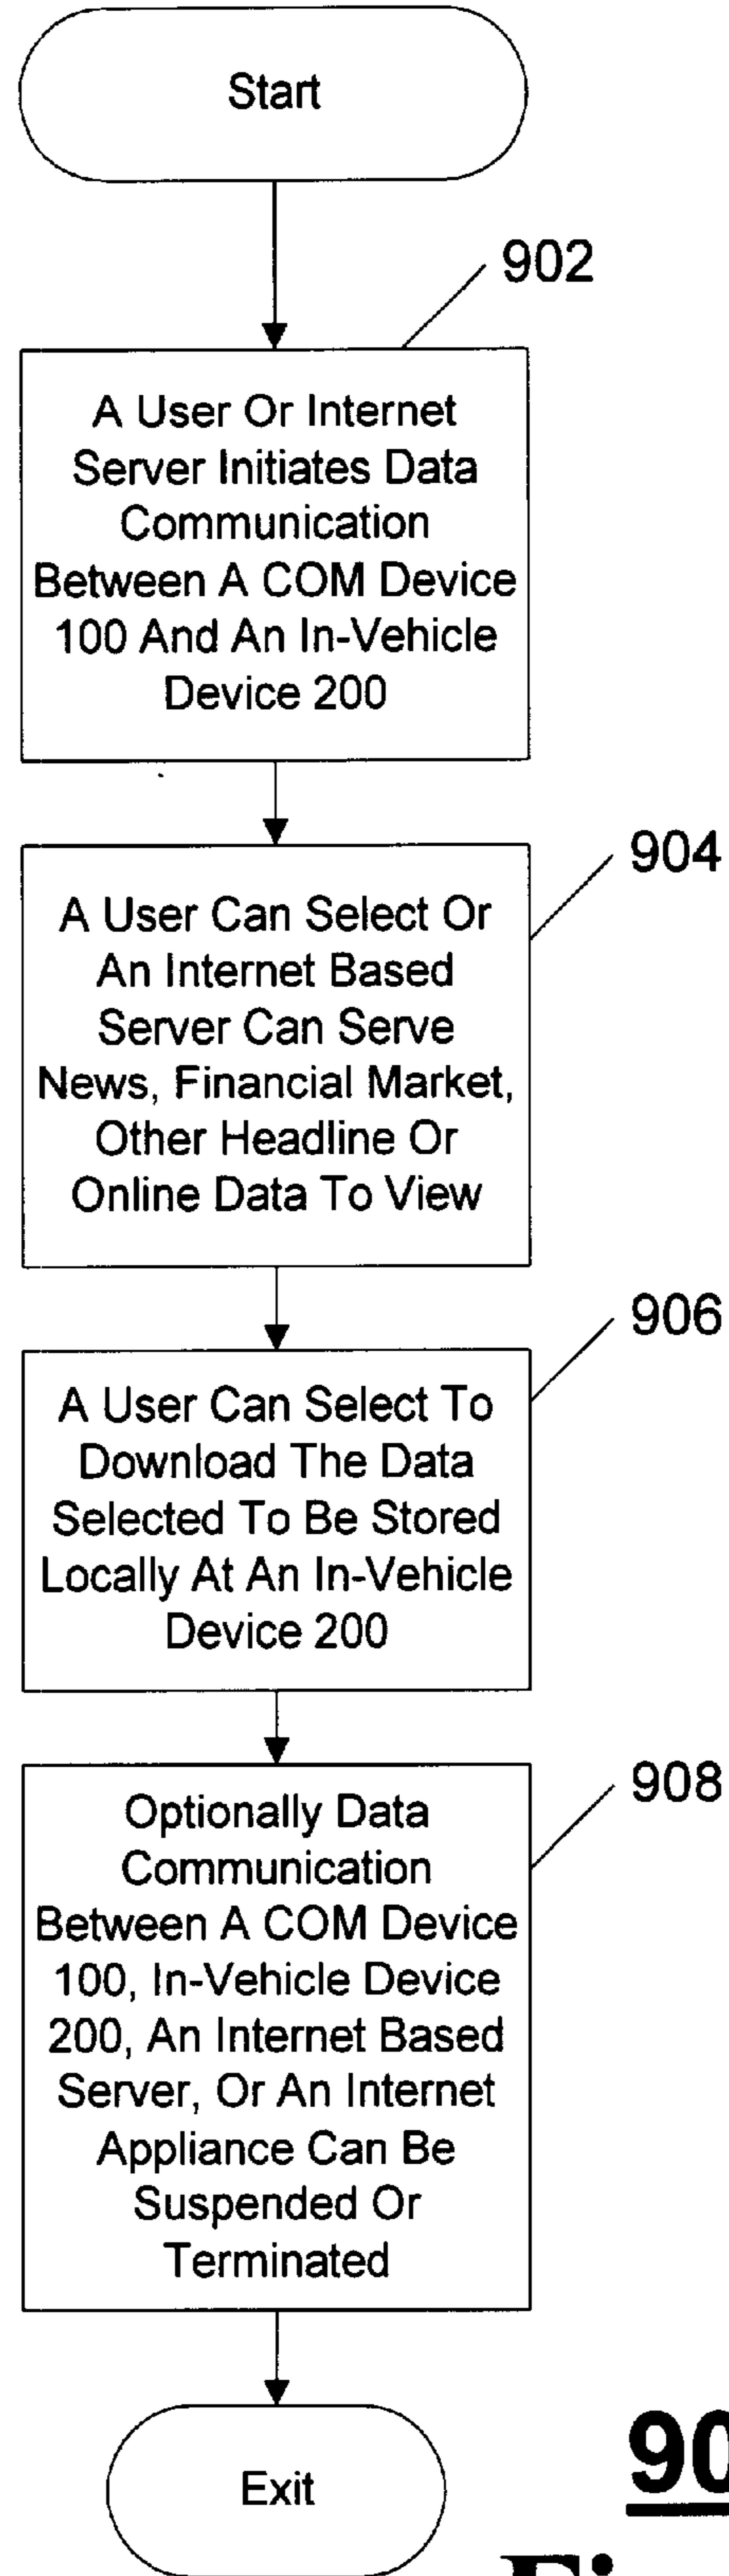 Start
902
A User Or Internet
Server Initiates Data
Communication
Between A COM Device
100 And An In-Vehicle
Device 200
904
A User Can Select Or
An Internet Based
Server Can Serve
News, Financial Market,
Other Headline Or
Online Data To View
906
A User Can Select To
Download The Data
Selected To Be Stored
Locally At An In-Vehicle
Device 200
908
Optionally Data
Communication
Between A COM Device
100, In-Vehicle Device
200, An Internet Based
Server, Or An Internet
Appliance Can Be
Suspended Or
Terminated
Exit